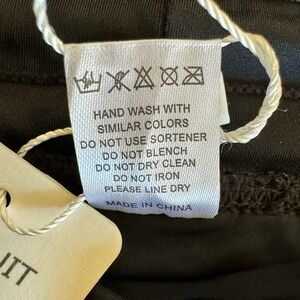 HAND WASH WITH
SIMILAR COLORS
DO NOT USE SORTENER
DO NOT BLENCH
DO NOT DRY CLEAN
DO NOT IRON
PLEASE LINE DRY
MADE IN CHINA